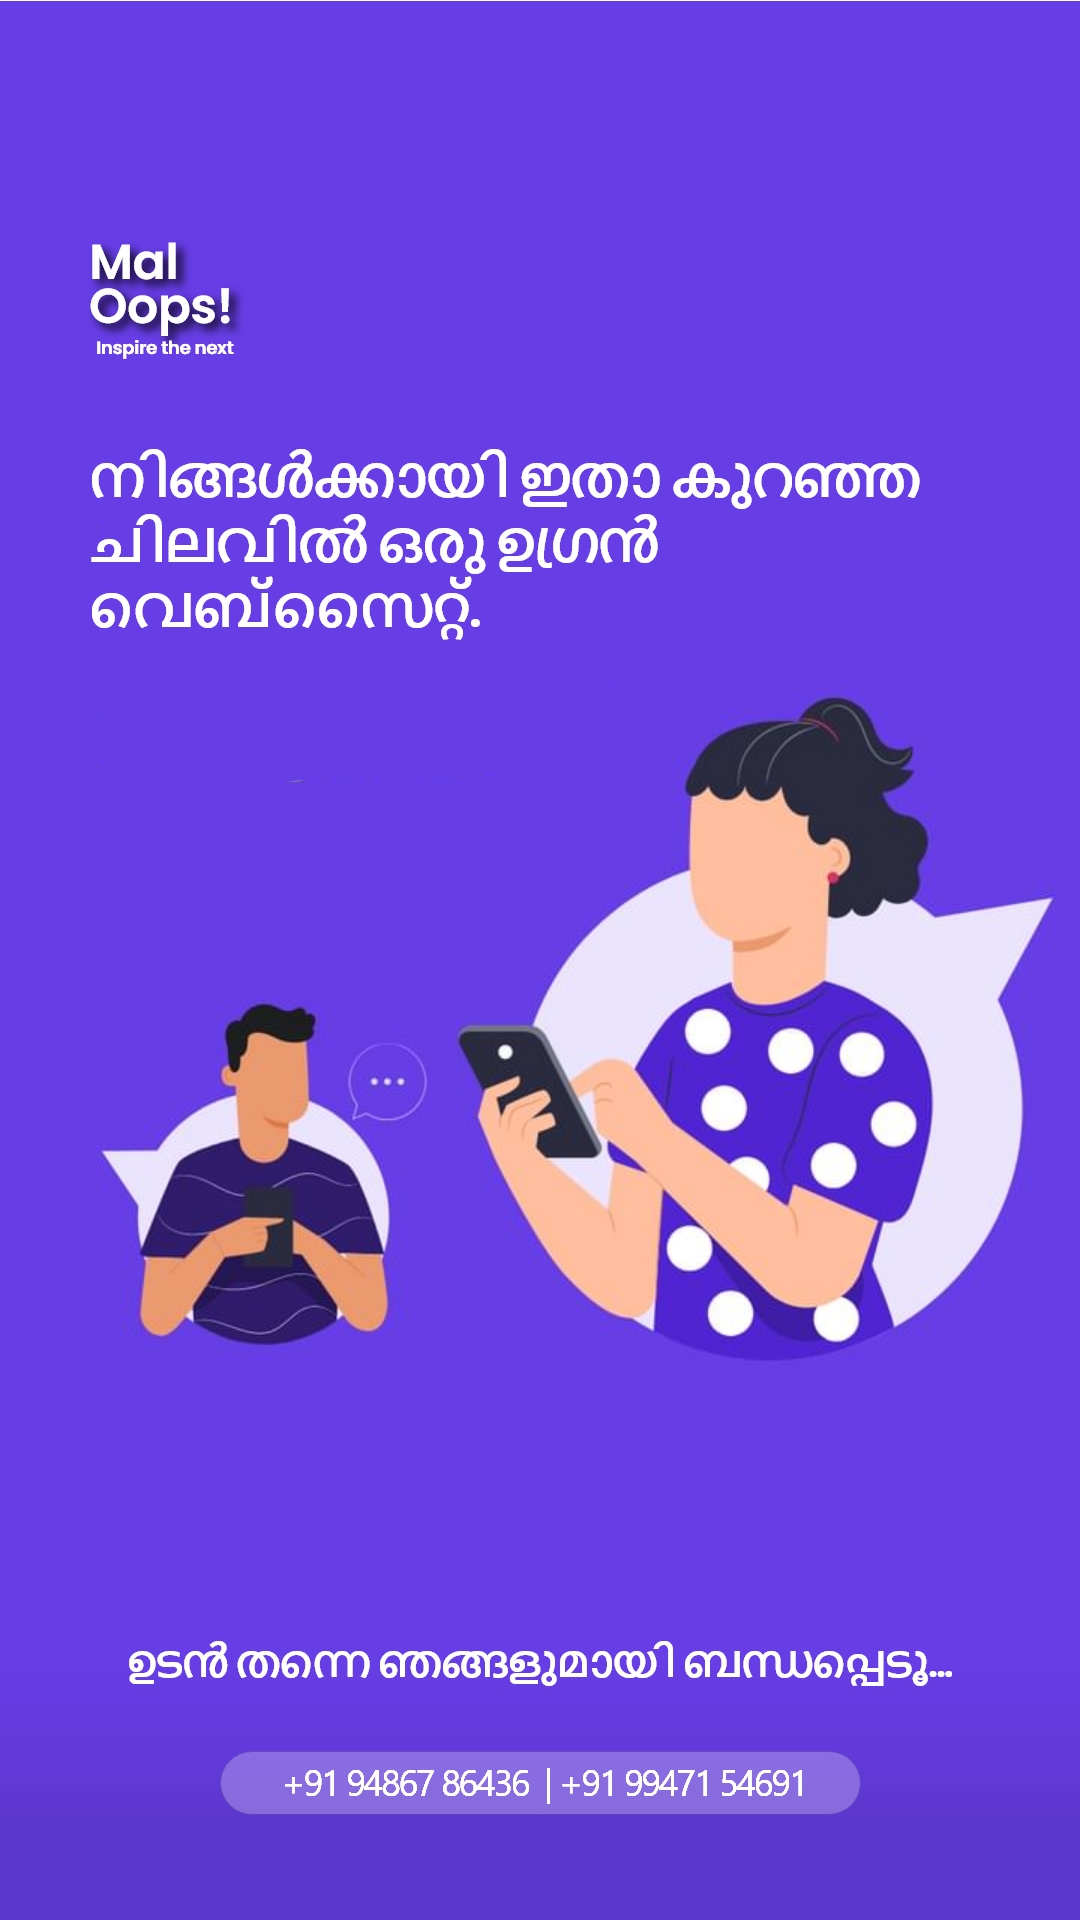 Mal
Oops!
Inspire the next
നിങ്ങൾക്കായി ഇതാ കുറഞ്ഞ
ചിലവിൽ ഒരു ഉഗ്രൻ
വെബ്സൈറ്റ്.
ഉടൻ തന്നെ ഞങ്ങളുമായി ബന്ധപ്പെടൂ...
+91 94867 86436 | +91 99471 54691